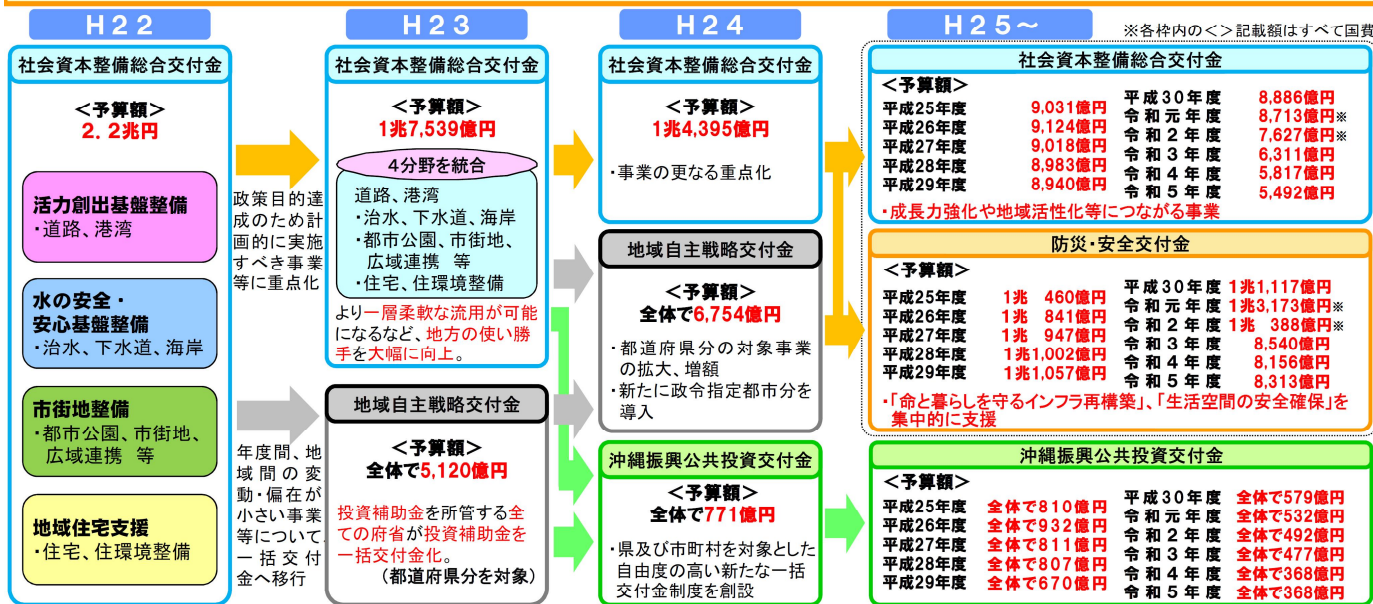 Ｈ２２
Ｈ２３
Ｈ２４
Ｈ２５～
※各枠内の<>記載額はすべて国費
社会資本整備総合交付金
＜予算額＞
２．２兆円
活力創出基盤整備
・道路、港湾
水の安全・
安心基盤整備
・治水、下水道、海岸
市街地整備
・都市公園、市街地、
広域連携 等
地域住宅支援
・住宅、住環境整備
政策目的達
成のため計
画的に実施
すべき事業
等に重点化
年度間、地
域間の変
動・偏在が
小さい事業
等について、
一括交付
金へ移行
社会資本整備総合交付金
＜予算額＞
1兆7,539億円
４分野を統合
道路、港湾
・治水、下水道、海岸
・都市公園、市街地、
広域連携 等
・住宅、住環境整備
より一層柔軟な流用が可能
になるなど、地方の使い勝
手を大幅に向上。
地域自主戦略交付金
＜予算額＞
全体で5,120億円
投資補助金を所管する全
ての府省が投資補助金を
一括交付金化。
（都道府県分を対象）
社会資本整備総合交付金
＜予算額＞
1兆4,395億円
・事業の更なる重点化
地域自主戦略交付金
＜予算額＞
全体で6,754億円
・都道府県分の対象事業
の拡大、増額
・新たに政令指定都市分を
導入
沖縄振興公共投資交付金
＜予算額＞
全体で771億円
・県及び市町村を対象とした
自由度の高い新たな一括
交付金制度を創設
社会資本整備総合交付金
＜予算額＞
平成25年度 9,031億円
平成26年度 9,124億円
平成27年度 9,018億円
平成28年度 8,983億円
平成29年度 8,940億円
平成30年度 8,886億円
令和元年度 8,713億円※
令和２年度 7,627億円※
令和３年度 6,311億円
令和４年度 5,817億円
令和５年度 5,492億円
・成長力強化や地域活性化等につながる事業
防災・安全交付金
＜予算額＞
平成25年度 1兆 460億円
平成26年度 1兆 841億円
平成27年度 1兆 947億円
平成28年度 1兆1,002億円
平成29年度 1兆1,057億円
平成30年度 1兆1,117億円
令和元年度 1兆3,173億円※
令和２年度 1兆 388億円※
令和３年度 8,540億円
令和４年度 8,156億円
令和５年度 8,313億円
・「命と暮らしを守るインフラ再構築」、「生活空間の安全確保」を
集中的に支援
沖縄振興公共投資交付金
＜予算額＞
平成25年度 全体で810億円
平成26年度 全体で932億円
平成27年度 全体で811億円
平成28年度 全体で807億円
平成29年度 全体で670億円
平成30年度 全体で579億円
令和元年度 全体で532億円
令和２年度 全体で492億円
令和３年度 全体で477億円
令和４年度 全体で368億円
令和５年度 全体で368億円